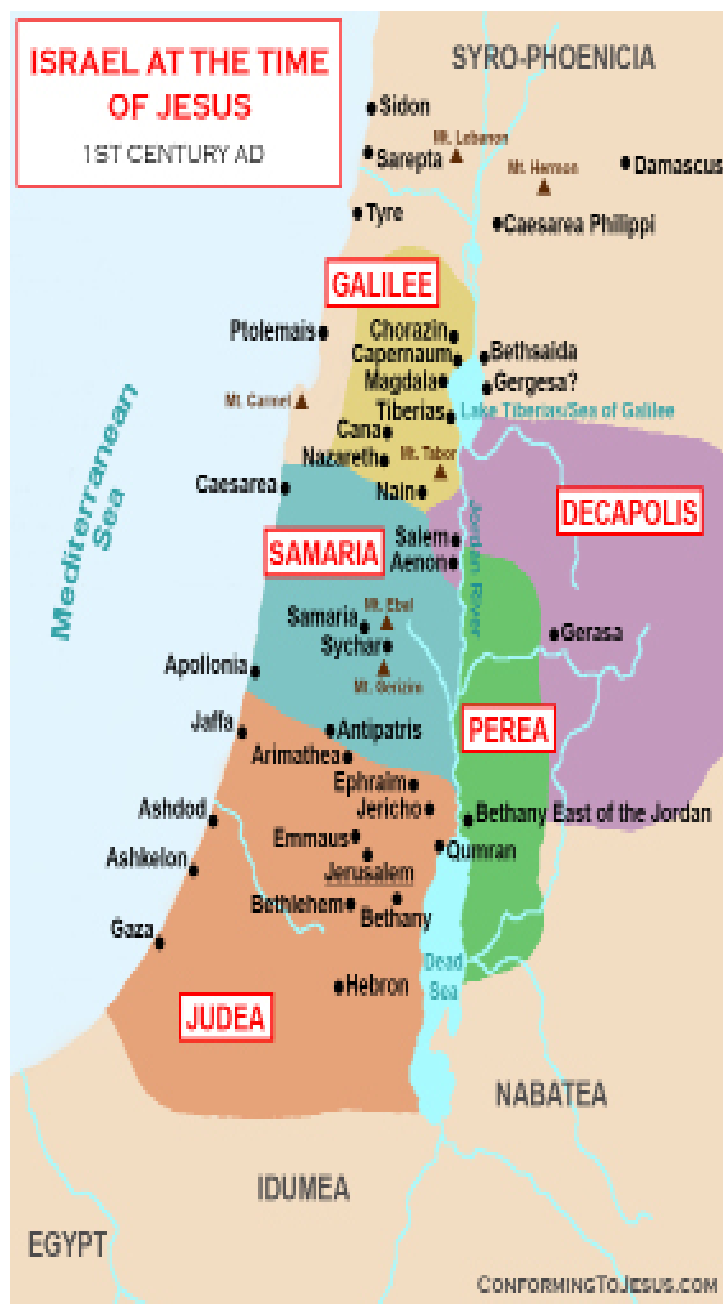 ISRAEL AT THE TIME
OF JESUS
1ST CENTURY AD
SYRO-PHOENICIA
Sidon
Mt. Lebanon
Sarepta
Mt. Hermon
Damascus
Tyre
Caesarea Philippi
GALILEE
Ptolemais
Chorazin
Capernaum
Bethsaida
Magdala
Gergesa?
Mt. Carmel
Tiberias
Lake Tiberias/Sea of Galilee
Cana
Nazareth
Mt. Tabor
Mediterranean
Sea
Caesarea
Nain
DECAPOLIS
Jordan River
SAMARIA
Salem
Aenon
Samaria
Mt. Ebal
Gerasa
Sychar
Apollonia
Mt. Gerizim
Jaffa
Antipatris
PEREA
Arimathea
Ephraim
Ashdod
Jericho
Bethany East of the Jordan
Emmaus
Qumran
Ashkelon
Jerusalem
Bethlehem
Bethany
Gaza
Dead
Sea
Hebron
JUDEA
NABATEA
IDUMEA
EGYPT
CONFORMINGTOJESUS.COM